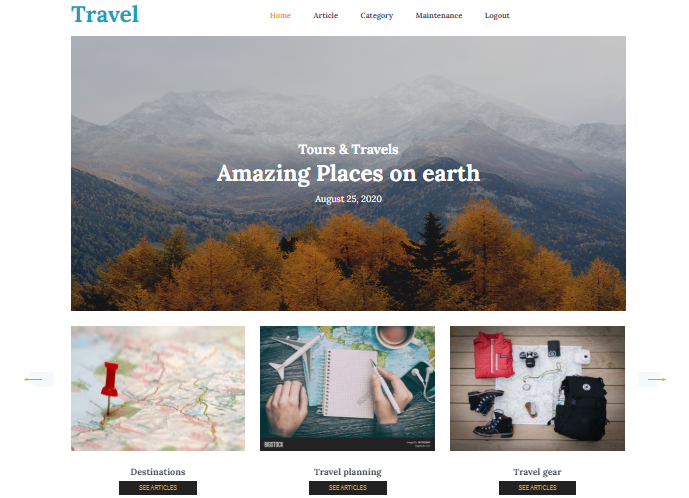 Travel
Home Article Category Maintenance Logout
Tours & Travels
Amazing Places on earth
August 25, 2020
BIGSTOCK
Destinations
Travel planning
Travel gear
SEE ARTICLES
SEE ARTICLES
SEE ARTICLES